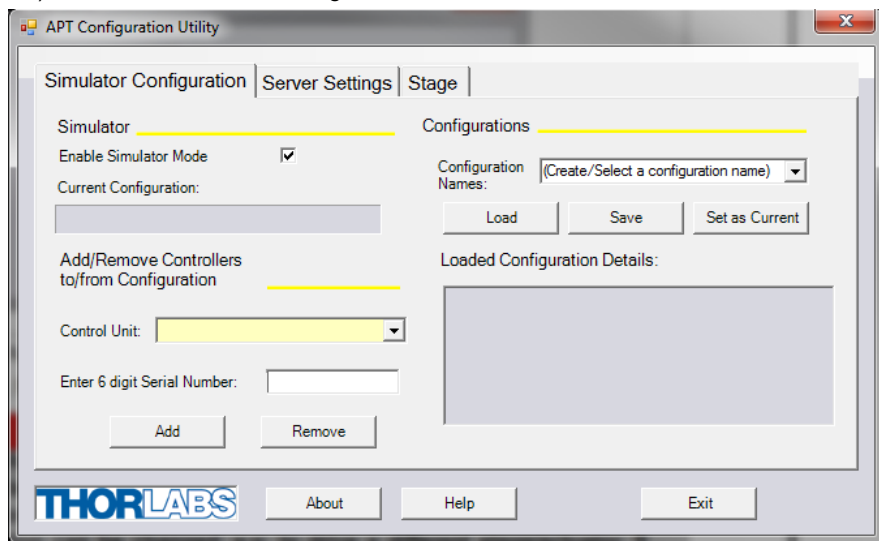 APT Configuration Utility
Simulator Configuration
Server Settings
Stage
Simulator
Enable Simulator Mode
Current Configuration:
Add/Remove Controllers
to/from Configuration
Control Unit:
Enter 6 digit Serial Number:
Add
Remove
Configurations
Configuration
Names:
(Create/Select a configuration name)
Load
Save
Set as Current
Loaded Configuration Details:
THORLABS
About
Help
Exit